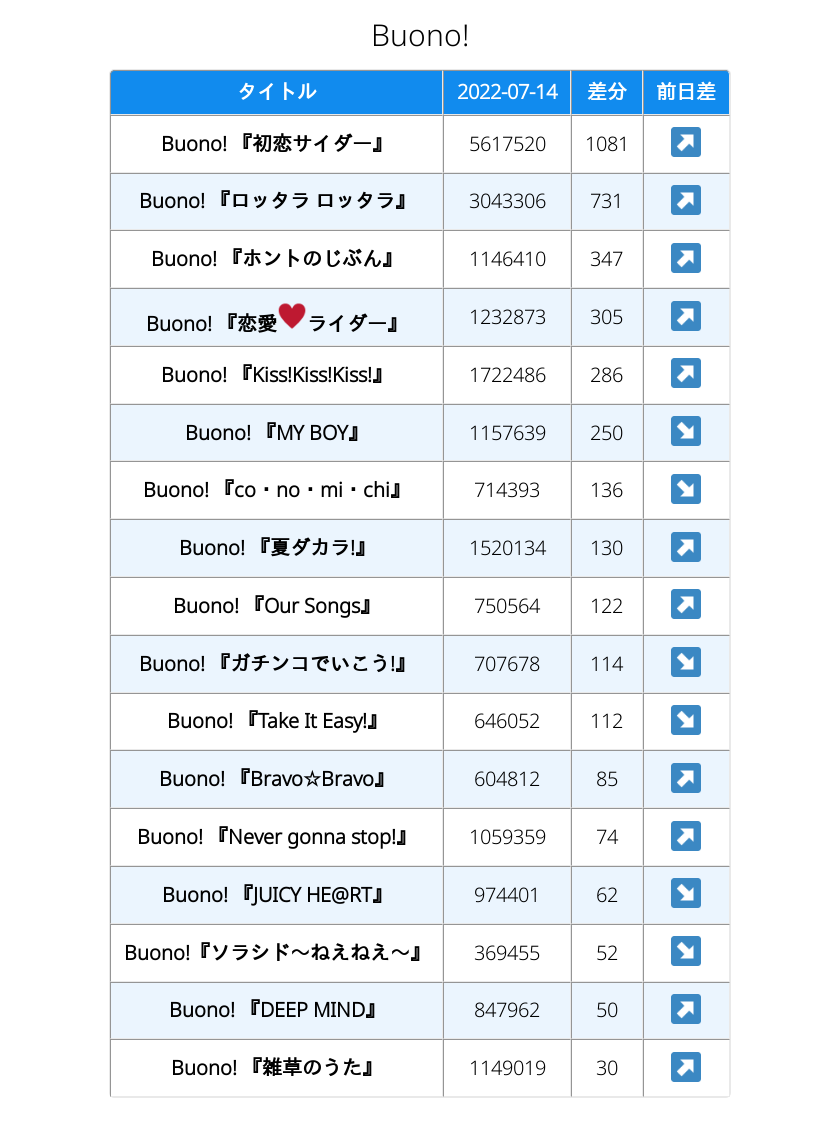 Buono!
タイトル 2022-07-14 差分 前日差
Buono! 『初恋サイダー』 5617520 1081 ↗
Buono! 『ロッタラ ロッタラ』 3043306 731 ↗
Buono! 『ホントのじぶん』 1146410 347 ↗
Buono! 『恋愛♥ライダー』 1232873 305 ↗
Buono! 『Kiss!Kiss!Kiss!』 1722486 286 ↗
Buono! 『MY BOY』 1157639 250 ↘
Buono! 『co・no・mi・chi』 714393 136 ↘
Buono! 『夏ダカラ!』 1520134 130 ↗
Buono! 『Our Songs』 750564 122 ↗
Buono! 『ガチンコでいこう!』 707678 114 ↘
Buono! 『Take It Easy!』 646052 112 ↘
Buono! 『Bravo☆Bravo』 604812 85 ↗
Buono! 『Never gonna stop!』 1059359 74 ↗
Buono! 『JUICY HE@RT』 974401 62 ↘
Buono!『ソラシド〜ねえねえ〜』 369455 52 ↘
Buono! 『DEEP MIND』 847962 50 ↗
Buono! 『雑草のうた』 1149019 30 ↗